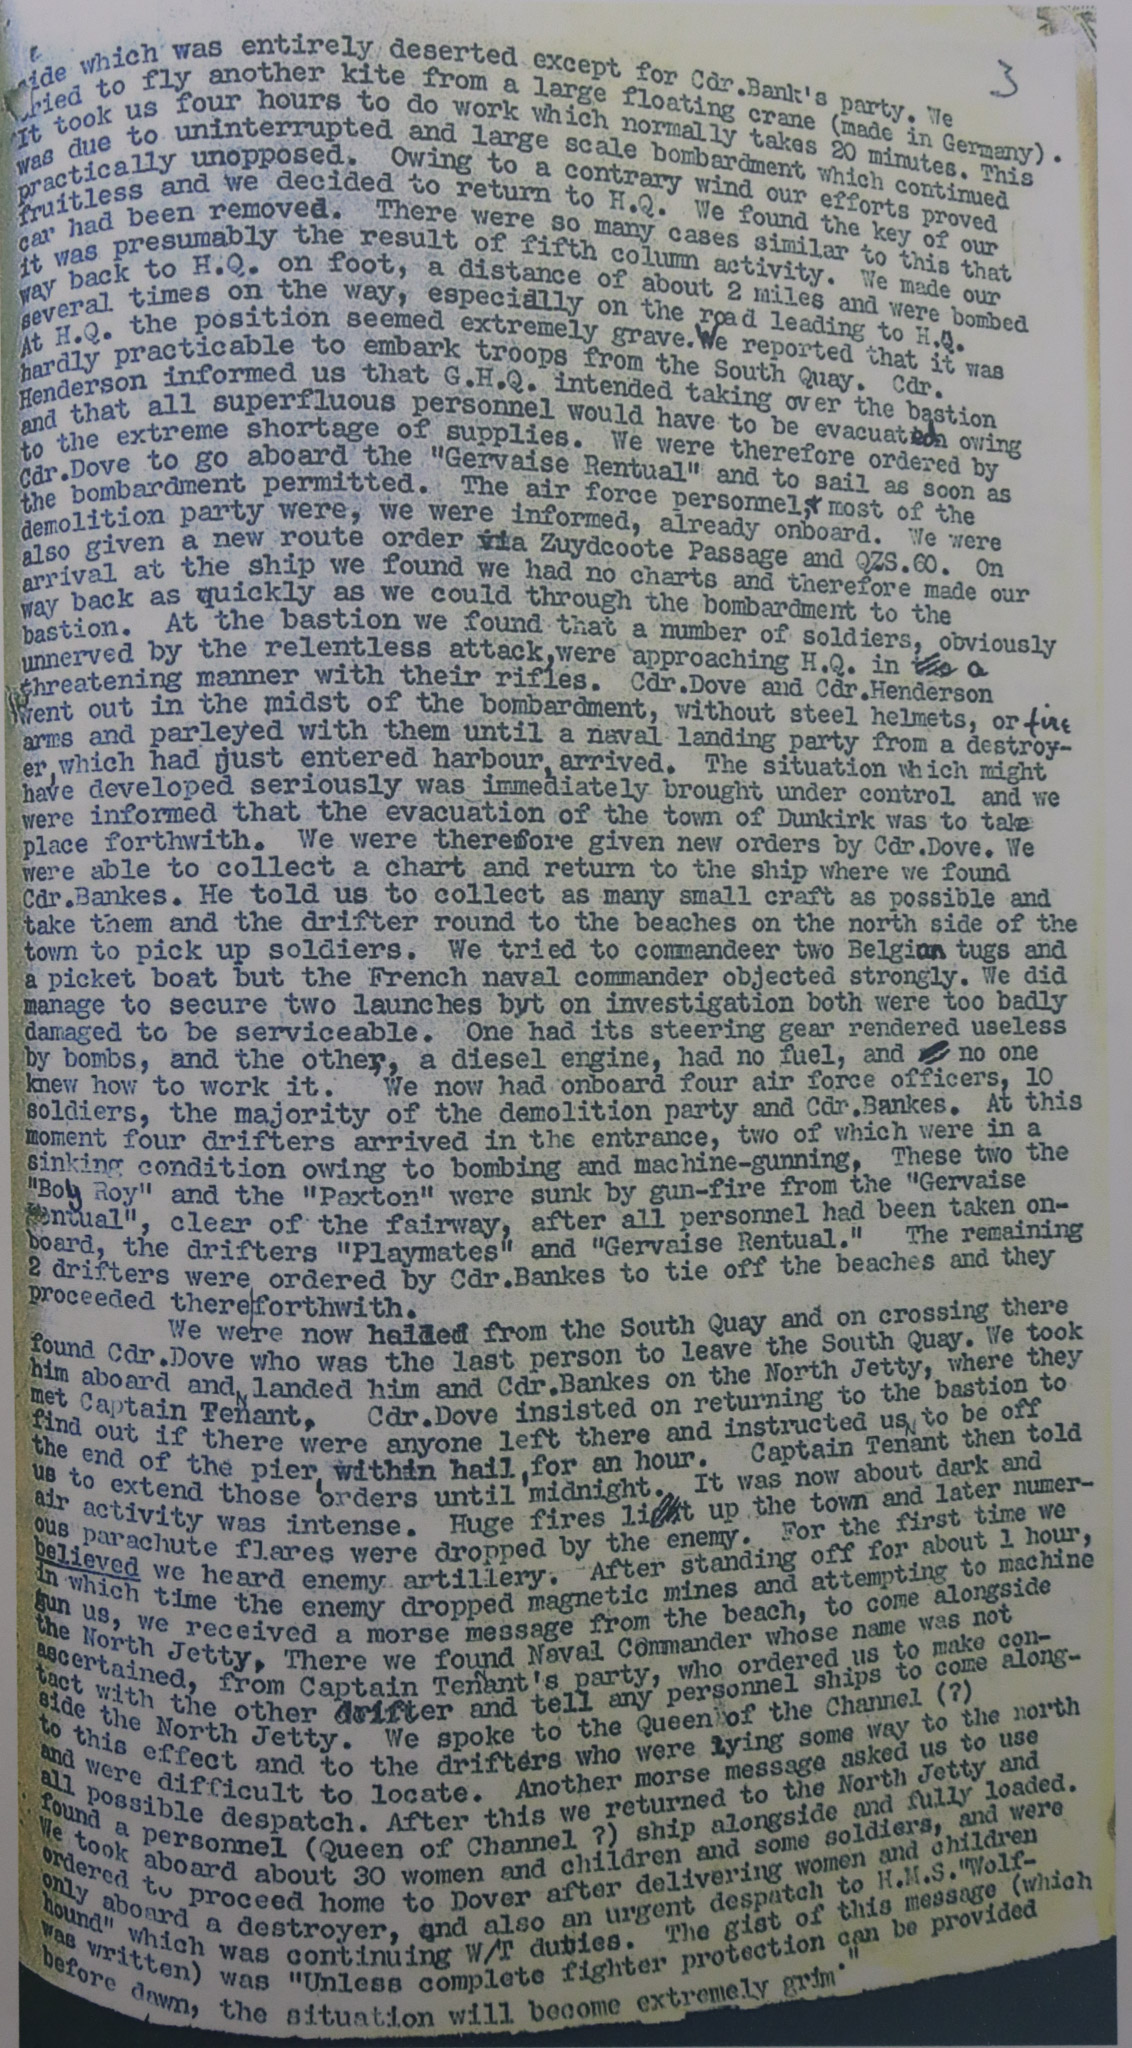 3
side which was entirely deserted except for Cdr.Bank's party. We
tried to fly another kite from a large floating crane (made in Germany).
It took us four hours to do work which normally takes 20 minutes. This
was due to uninterrupted and large scale bombardment which continued
practically unopposed. Owing to a contrary wind our efforts proved
fruitless and we decided to return to H.Q. We found the key of our
car had been removed. There were so many cases similar to this that
it was presumably the result of fifth column activity. We made our
way back to H.Q. on foot, a distance of about 2 miles and were bombed
several times on the way, especially on the road leading to H.Q.
At H.Q. the position seemed extremely grave. We reported that it was
hardly practicable to embark troops from the South Quay. Cdr.
Henderson informed us that G.H.Q. intended taking over the bastion
and that all superfluous personnel would have to be evacuated owing
to the extreme shortage of supplies. We were therefore ordered by
Cdr.Dove to go aboard the "Gervaise Rentual" and to sail as soon as
the bombardment permitted. The air force personnel, most of the
demolition party were, we were informed, already onboard. We were
also given a new route order via Zuydcoote Passage and QZS.60. On
arrival at the ship we found we had no charts and therefore made our
way back as quickly as we could through the bombardment to the
bastion. At the bastion we found that a number of soldiers, obviously
unnerved by the relentless attack, were approaching H.Q. in a
threatening manner with their rifles. Cdr.Dove and Cdr.Henderson
went out in the midst of the bombardment, without steel helmets, or fire
arms and parleyed with them until a naval landing party from a destroy-
er, which had just entered harbour, arrived. The situation which might
have developed seriously was immediately brought under control and we
were informed that the evacuation of the town of Dunkirk was to take
place forthwith. We were therefore given new orders by Cdr.Dove. We
were able to collect a chart and return to the ship where we found
Cdr.Bankes. He told us to collect as many small craft as possible and
take them and the drifter round to the beaches on the north side of the
town to pick up soldiers. We tried to commandeer two Belgian tugs and
a picket boat but the French naval commander objected strongly. We did
manage to secure two launches byt on investigation both were too badly
damaged to be serviceable. One had its steering gear rendered useless
by bombs, and the other, a diesel engine, had no fuel, and no one
knew how to work it. We now had onboard four air force officers, 10
soldiers, the majority of the demolition party and Cdr.Bankes. At this
moment four drifters arrived in the entrance, two of which were in a
sinking condition owing to bombing and machine-gunning, These two the
"Boy Roy" and the "Paxton" were sunk by gun-fire from the "Gervaise
Rentual", clear of the fairway, after all personnel had been taken on-
board, the drifters "Playmates" and "Gervaise Rentual." The remaining
2 drifters were ordered by Cdr.Bankes to tie off the beaches and they
proceeded there forthwith.
We were now hailed from the South Quay and on crossing there
found Cdr.Dove who was the last person to leave the South Quay. We took
him aboard and landed him and Cdr.Bankes on the North Jetty, where they
met Captain Tenant, Cdr.Dove insisted on returning to the bastion to
find out if there were anyone left there and instructed us to be off
the end of the pier, within hail, for an hour. Captain Tenant then told
us to extend those orders until midnight. It was now about dark and
air activity was intense. Huge fires lit up the town and later numer-
ous parachute flares were dropped by the enemy. For the first time we
believed we heard enemy artillery. After standing off for about 1 hour,
in which time the enemy dropped magnetic mines and attempting to machine
gun us, we received a morse message from the beach, to come alongside
the North Jetty, There we found Naval Commander whose name was not
ascertained, from Captain Tenant's party, who ordered us to make con-
tact with the other drifter and tell any personnel ships to come along-
side the North Jetty. We spoke to the Queen of the Channel (?)
to this effect and to the drifters who were lying some way to the north
and were difficult to locate. Another morse message asked us to use
all possible despatch. After this we returned to the North Jetty and
found a personnel (Queen of Channel ?) ship alongside and fully loaded.
We took aboard about 30 women and children and some soldiers, and were
ordered to proceed home to Dover after delivering women and children
only aboard a destroyer, and also an urgent despatch to H.M.S."Wolf-
hound" which was continuing W/T duties. The gist of this message (which
was written) was "Unless complete fighter protection can be provided
before dawn, the situation will become extremely grim."